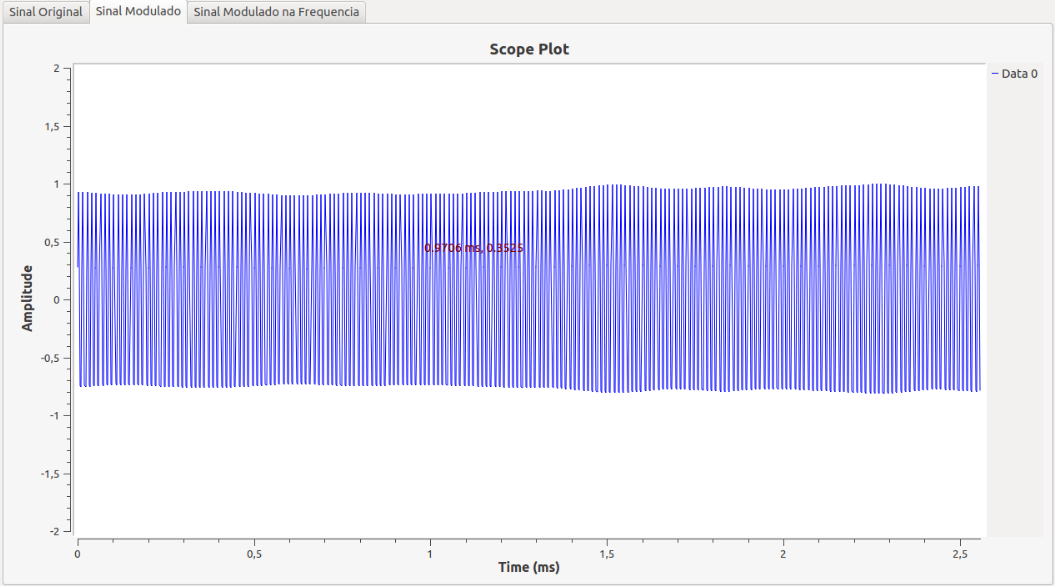 Sinal Original Sinal Modulado Sinal Modulado na Frequencia
Scope Plot
Data 0
2
1,5
1
0,5
0
-0,5
-1
-1,5
-2
Amplitude
0.9706 ms, 0.3525
0 0,5 1 1,5 2 2,5
Time (ms)